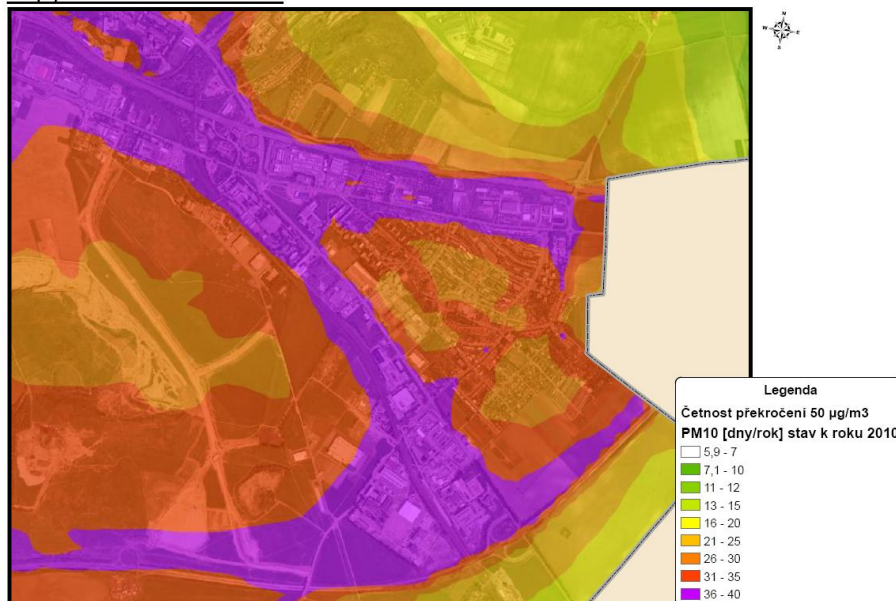 N
W E
S
Legenda
Četnost překročení 50 µg/m3
PM10 [dny/rok] stav k roku 2010
5,9 - 7
7,1 - 10
11 - 12
13 - 15
16 - 20
21 - 25
26 - 30
31 - 35
36 - 40